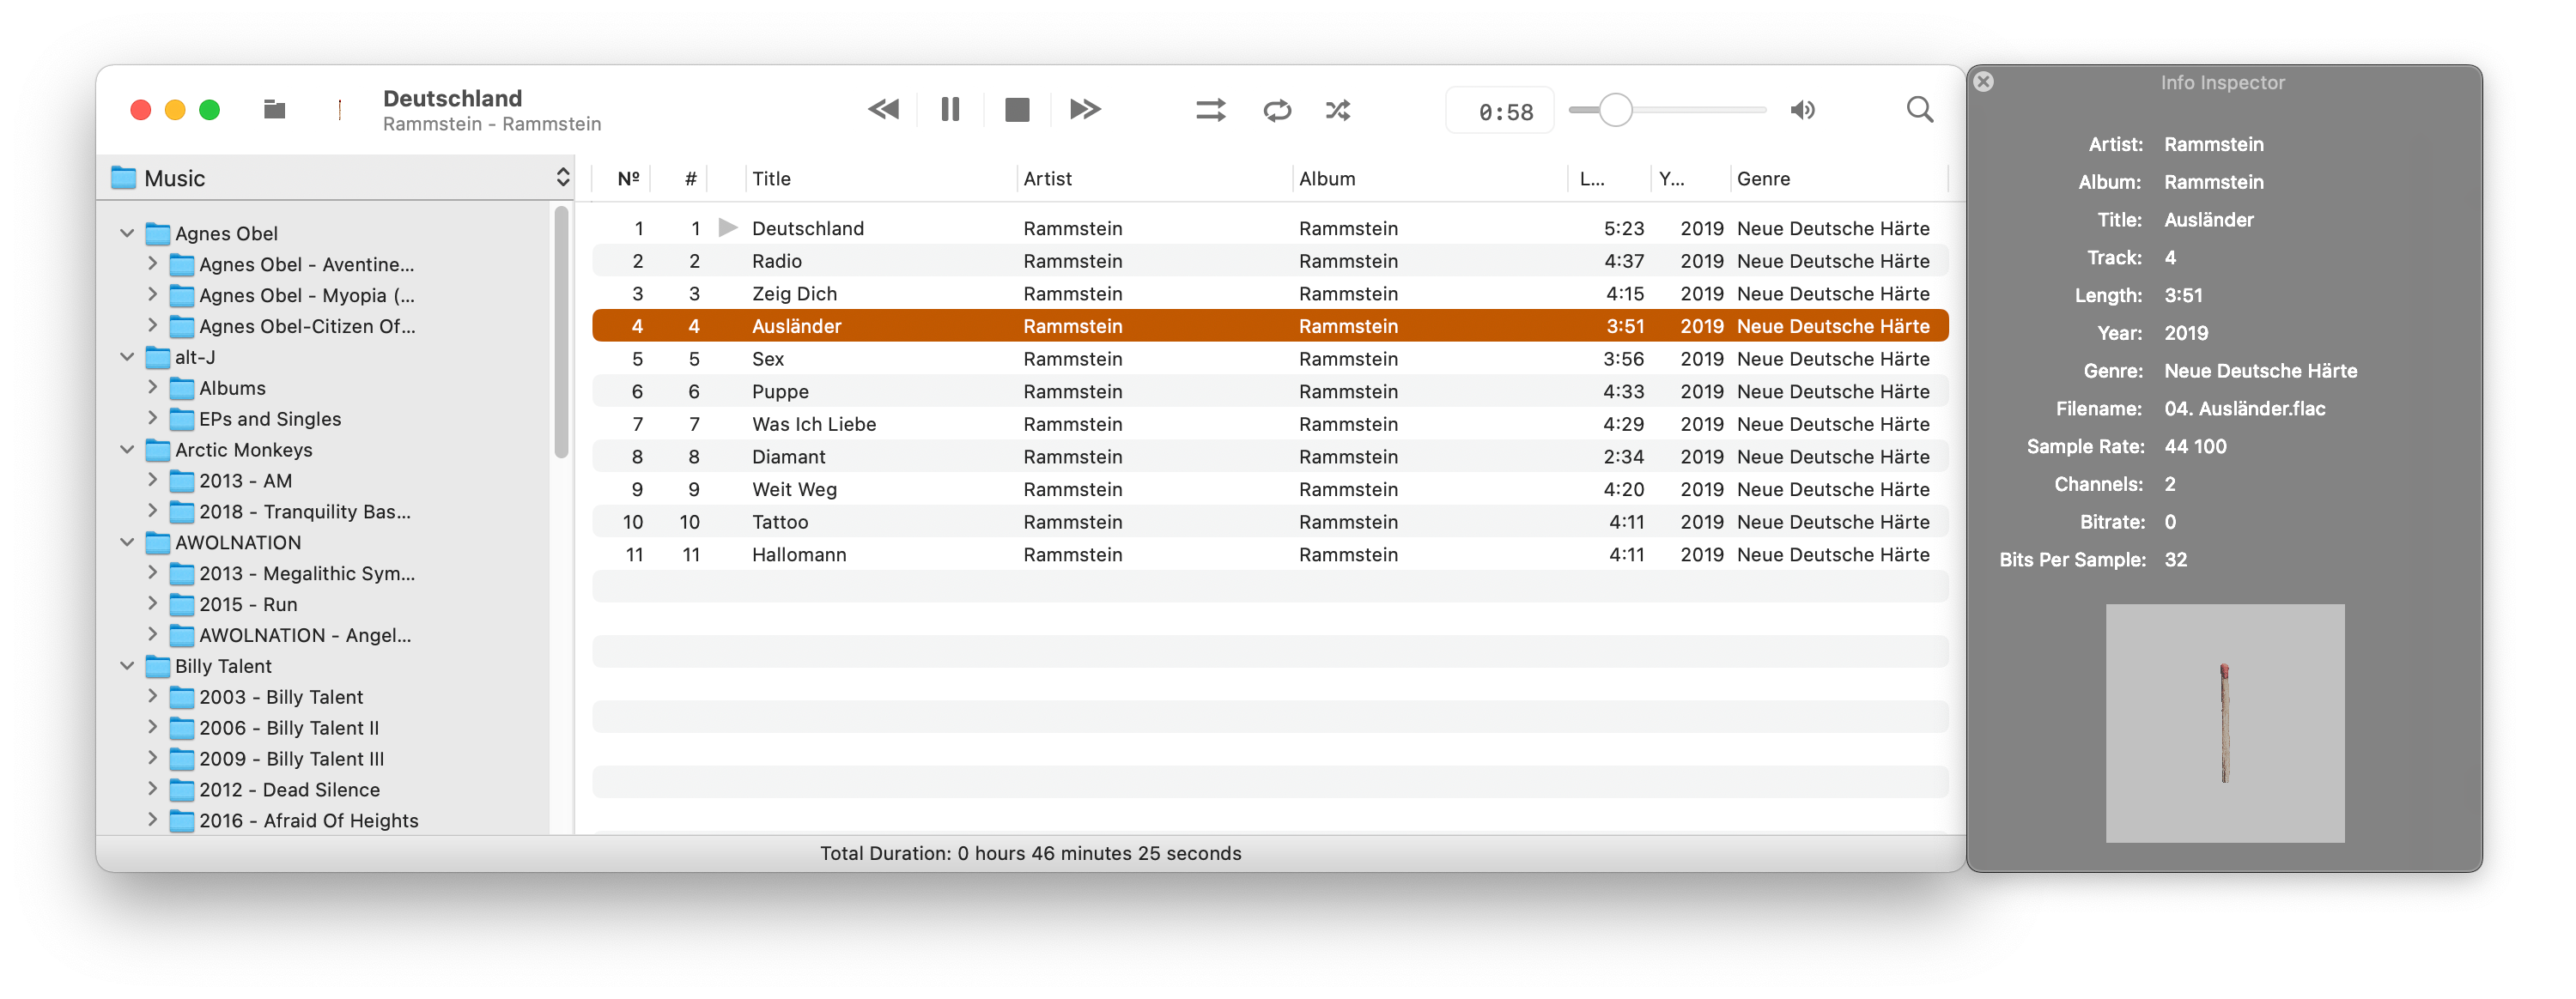 Deutschland
Rammstein - Rammstein
0:58
Music
Agnes Obel
Agnes Obel - Aventine...
Agnes Obel - Myopia (...
Agnes Obel-Citizen Of...
alt-J
Albums
EPs and Singles
Arctic Monkeys
2013 - AM
2018 - Tranquility Bas...
AWOLNATION
2013 - Megalithic Sym...
2015 - Run
AWOLNATION - Angel...
Billy Talent
2003 - Billy Talent
2006 - Billy Talent II
2009 - Billy Talent III
2012 - Dead Silence
2016 - Afraid Of Heights
Nº # Title Artist Album L... Y... Genre
1 1 Deutschland Rammstein Rammstein 5:23 2019 Neue Deutsche Härte
2 2 Radio Rammstein Rammstein 4:37 2019 Neue Deutsche Härte
3 3 Zeig Dich Rammstein Rammstein 4:15 2019 Neue Deutsche Härte
4 4 Ausländer Rammstein Rammstein 3:51 2019 Neue Deutsche Härte
5 5 Sex Rammstein Rammstein 3:56 2019 Neue Deutsche Härte
6 6 Puppe Rammstein Rammstein 4:33 2019 Neue Deutsche Härte
7 7 Was Ich Liebe Rammstein Rammstein 4:29 2019 Neue Deutsche Härte
8 8 Diamant Rammstein Rammstein 2:34 2019 Neue Deutsche Härte
9 9 Weit Weg Rammstein Rammstein 4:20 2019 Neue Deutsche Härte
10 10 Tattoo Rammstein Rammstein 4:11 2019 Neue Deutsche Härte
11 11 Hallomann Rammstein Rammstein 4:11 2019 Neue Deutsche Härte
Total Duration: 0 hours 46 minutes 25 seconds
Info Inspector
Artist: Rammstein
Album: Rammstein
Title: Ausländer
Track: 4
Length: 3:51
Year: 2019
Genre: Neue Deutsche Härte
Filename: 04. Ausländer.flac
Sample Rate: 44 100
Channels: 2
Bitrate: 0
Bits Per Sample: 32